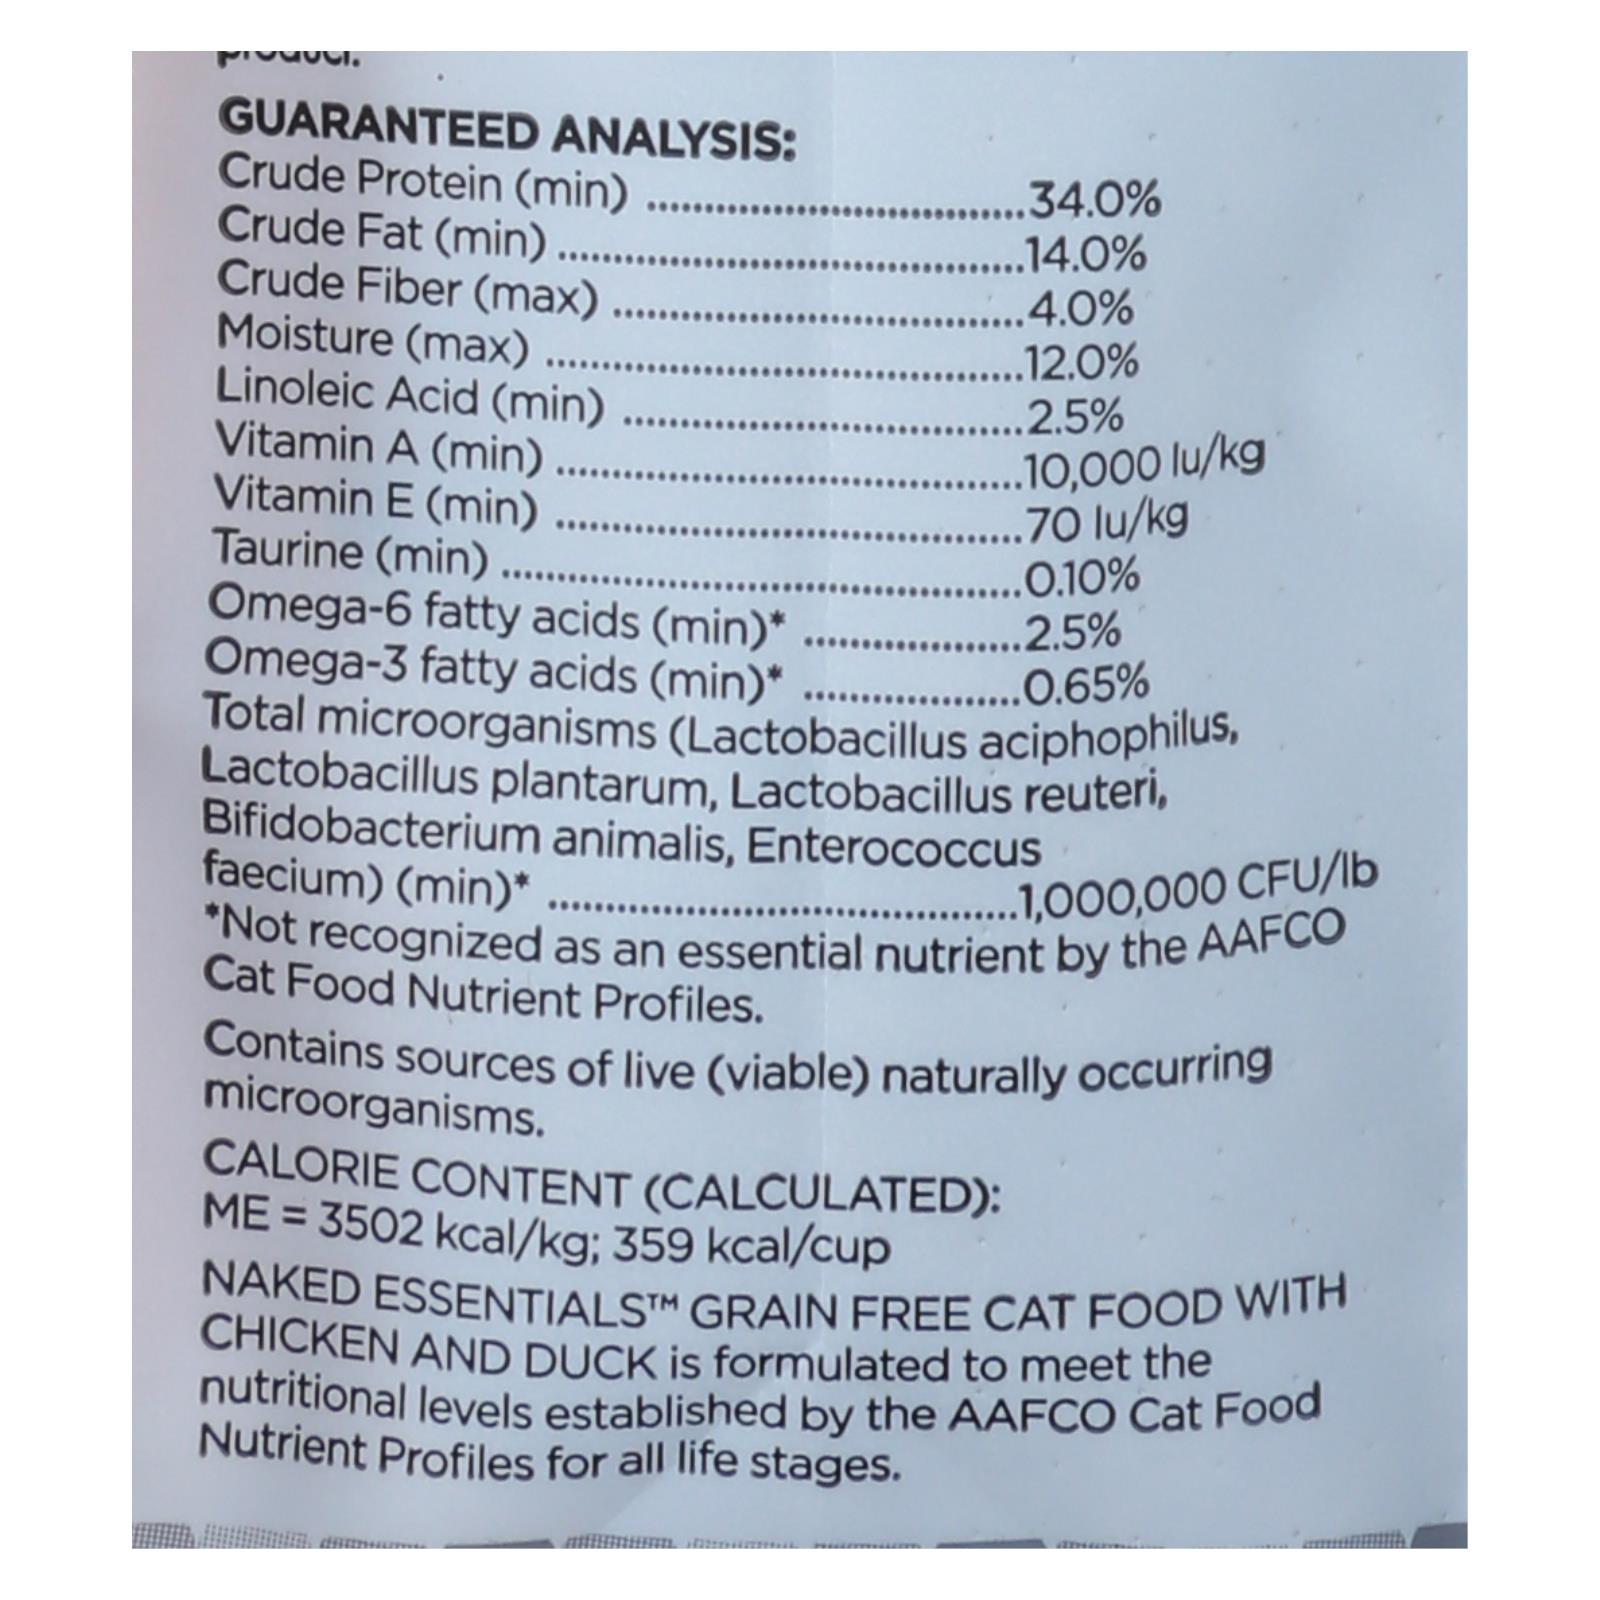 product.
GUARANTEED ANALYSIS:
Crude Protein (min) ................................34.0%
Crude Fat (min) ........................................14.0%
Crude Fiber (max) ...................................4.0%
Moisture (max) .........................................12.0%
Linoleic Acid (min) ..................................2.5%
Vitamin A (min) ........................................10,000 Iu/kg
Vitamin E (min) ........................................70 Iu/kg
Taurine (min) ............................................0.10%
Omega-6 fatty acids (min)* ...................2.5%
Omega-3 fatty acids (min)* ...................0.65%
Total microorganisms (Lactobacillus aciphophilus,
Lactobacillus plantarum, Lactobacillus reuteri,
Bifidobacterium animalis, Enterococcus
faecium) (min)* ........................................1,000,000 CFU/lb
*Not recognized as an essential nutrient by the AAFCO
Cat Food Nutrient Profiles.
Contains sources of live (viable) naturally occurring
microorganisms.
CALORIE CONTENT (CALCULATED):
ME = 3502 kcal/kg; 359 kcal/cup
NAKED ESSENTIALS™ GRAIN FREE CAT FOOD WITH
CHICKEN AND DUCK is formulated to meet the
nutritional levels established by the AAFCO Cat Food
Nutrient Profiles for all life stages.